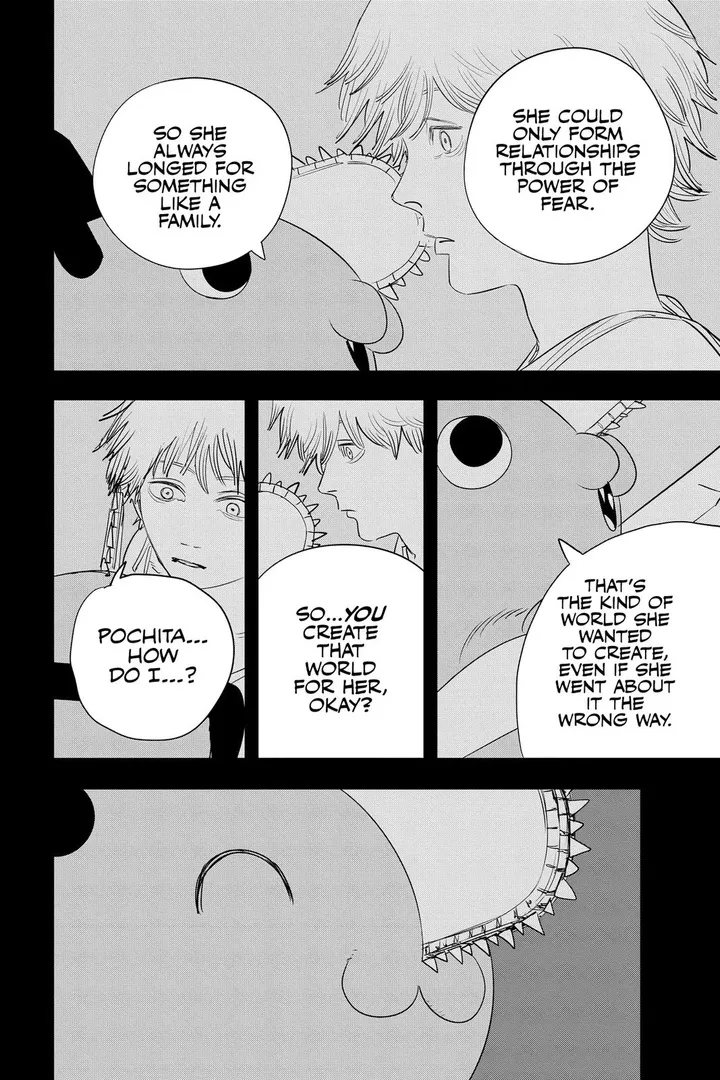 SHE COULD
ONLY FORM
RELATIONSHIPS
THROUGH THE
POWER OF
FEAR.
SO SHE
ALWAYS
LONGED FOR
SOMETHING
LIKE A
FAMILY.
THAT'S
THE KIND OF
WORLD SHE
WANTED
TO CREATE,
EVEN IF SHE
WENT ABOUT
IT THE
WRONG WAY.
SO...YOU
CREATE
THAT
WORLD
FOR HER,
OKAY?
POCHITA...
HOW
DO I...?